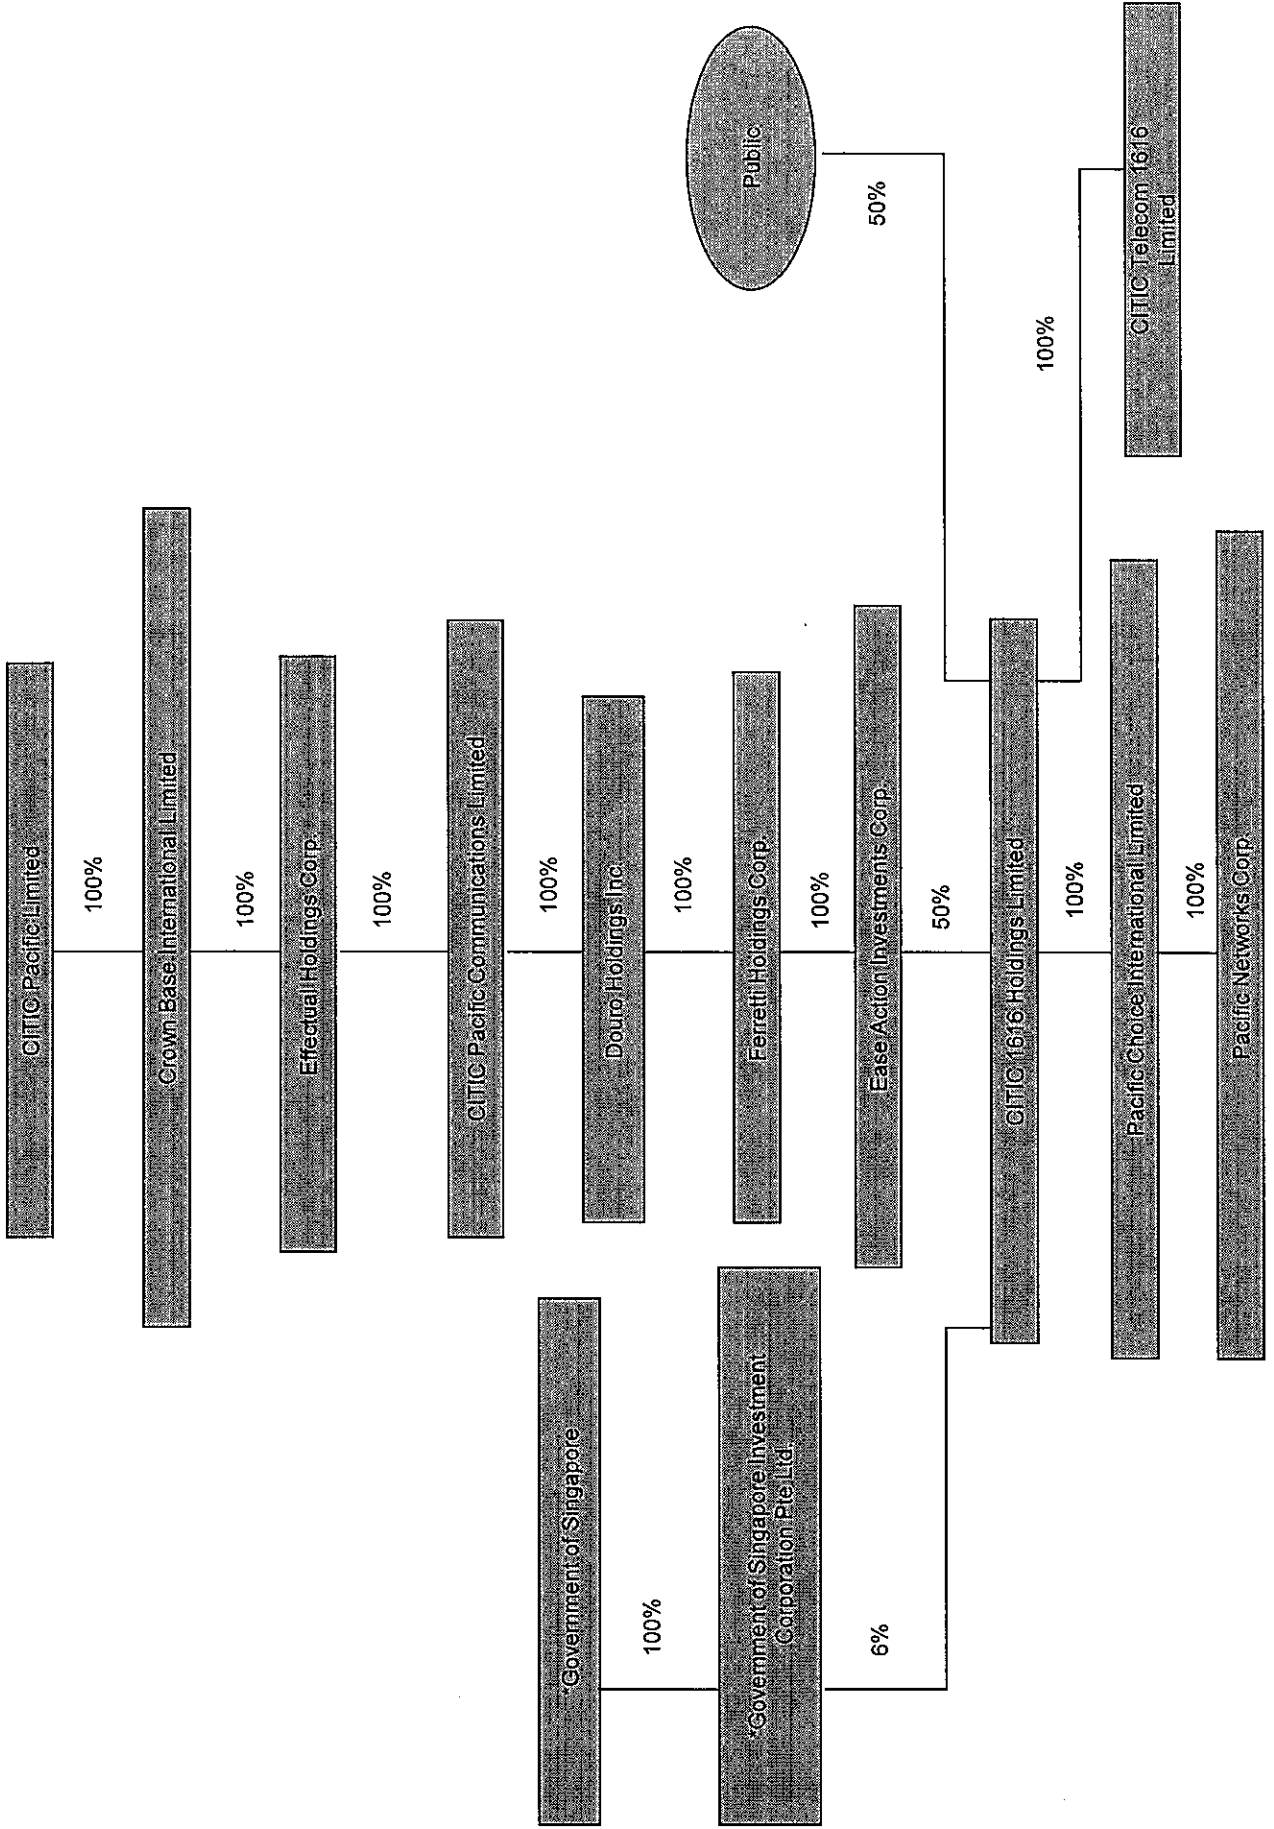 CITIC Pacific Limited
100%
Crown Base International Limited
100%
Effectual Holdings Corp.
100%
CITIC Pacific Communications Limited
100%
Douro Holdings Inc.
100%
Ferretti Holdings Corp.
100%
Ease Action Investments Corp.
50%
*Government of Singapore
100%
*Government of Singapore Investment
Corporation Pte Ltd.
6%
Public
50%
CITIC 1616 Holdings Limited
100%
Pacific Choice International Limited
100%
Pacific Networks Corp.
100%
CITIC Telecom 1616
Limited